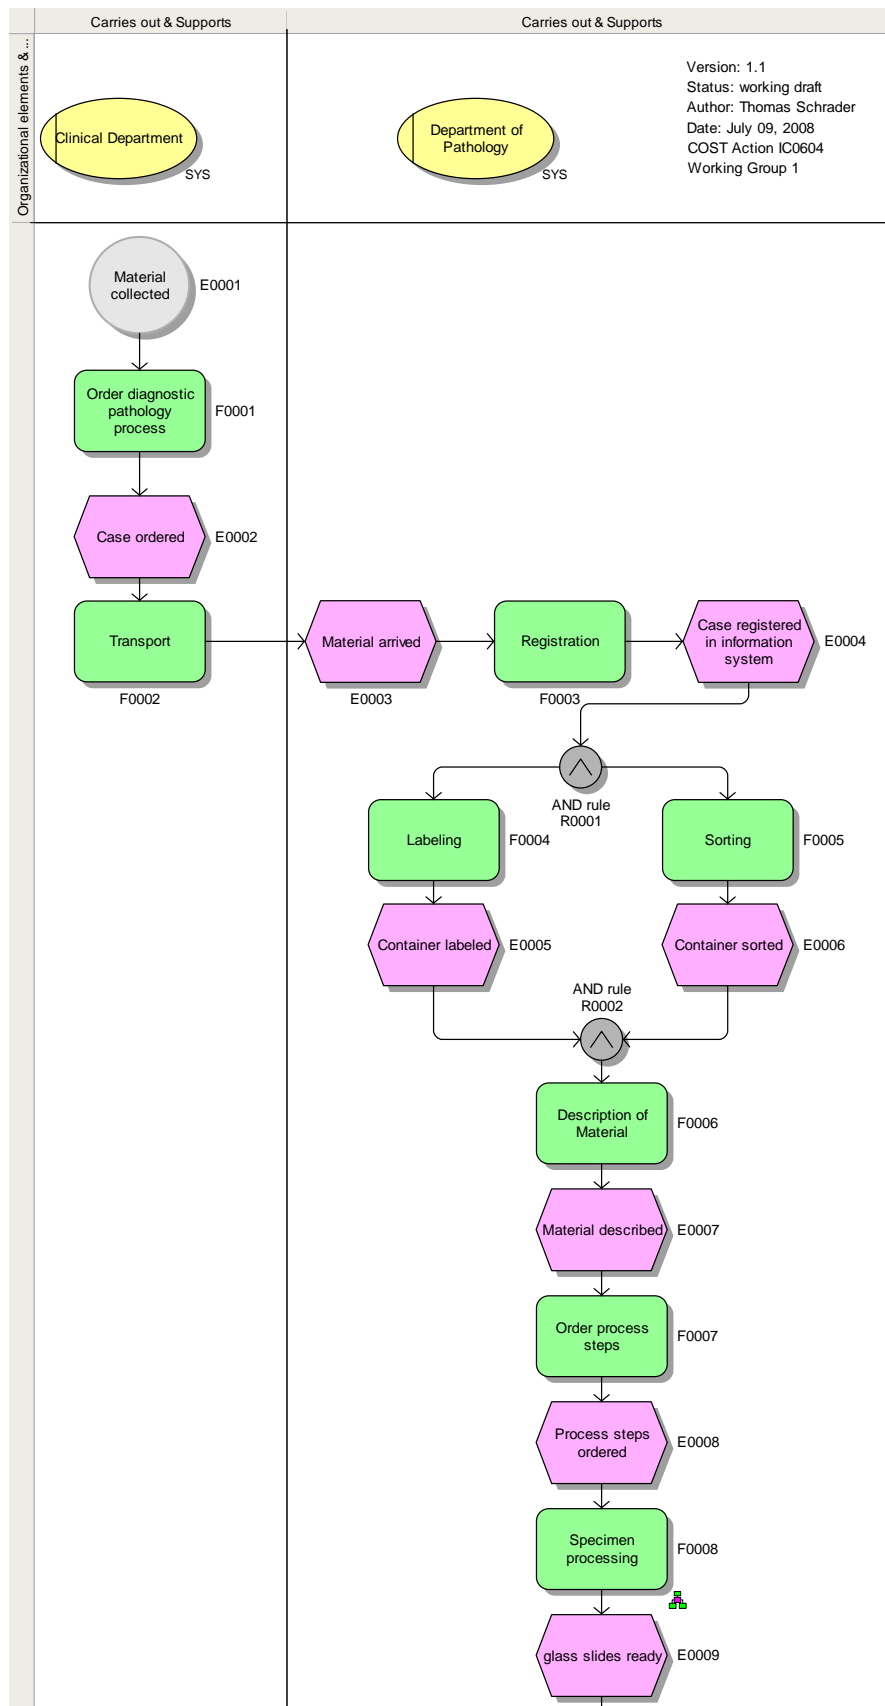 Carries out & Supports
Carries out & Supports
Organizational elements & ...
Clinical Department
SYS
Department of
Pathology
SYS
Version: 1.1
Status: working draft
Author: Thomas Schrader
Date: July 09, 2008
COST Action IC0604
Working Group 1
Material
collected
E0001
Order diagnostic
pathology
process
F0001
Case ordered
E0002
Transport
F0002
Material arrived
E0003
Registration
F0003
Case registered
in information
system
E0004
AND rule
R0001
Labeling
F0004
Sorting
F0005
Container labeled
E0005
Container sorted
E0006
AND rule
R0002
Description of
Material
F0006
Material described
E0007
Order process
steps
F0007
Process steps
ordered
E0008
Specimen
processing
F0008
glass slides ready
E0009